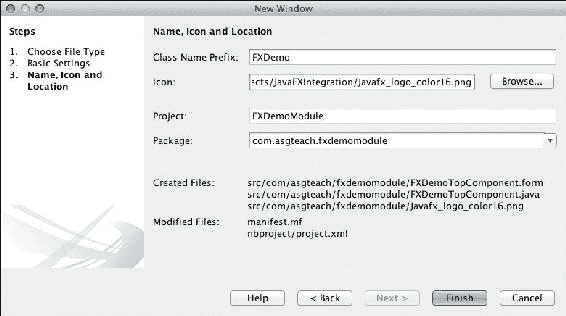 New Window
Steps
1. Choose File Type
2. Basic Settings
3. Name, Icon and
Location
Name, Icon and Location
Class Name Prefix: FXDemo
Icon: :cts/JavaFXIntegration/Javafx_logo_color16.png Browse...
Project: FXDemoModule
Package: com.asgteach.fxdemomodule
Created Files: src/com/asgteach/fxdemomodule/FXDemoTopComponent.form
src/com/asgteach/fxdemomodule/FXDemoTopComponent.java
src/com/asgteach/fxdemomodule/Javafx_logo_color16.png
Modified Files: manifest.mf
nbproject/project.xml
Help < Back Next > Finish Cancel